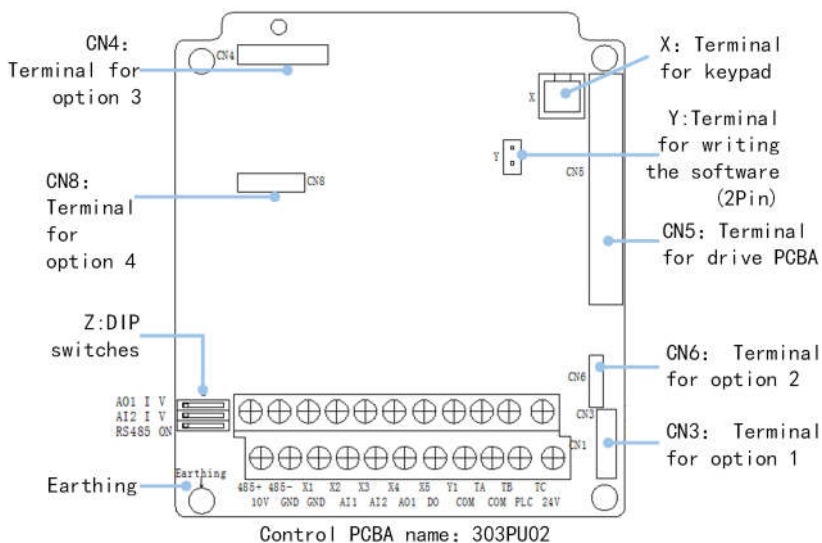 CN4:
Terminal for
option 3
CN4
X: Terminal
for keypad
X
Y:Terminal
for writing
the software
(2Pin)
Y
CN5
CN8:
Terminal
for
option 4
CN8
CN5: Terminal
for drive PCBA
Z:DIP
switches
CN6: Terminal
for option 2
CN6
AO1 I V
AI2 I V
RS485 ON
CN3
CN1
CN3: Terminal
for option 1
Earthing
Earthing
485+ 485- X1 X2 X3 X4 X5 Y1 TA TB TC
10V GND GND AI1 AI2 AO1 DO COM COM PLC 24V
Control PCBA name: 303PU02